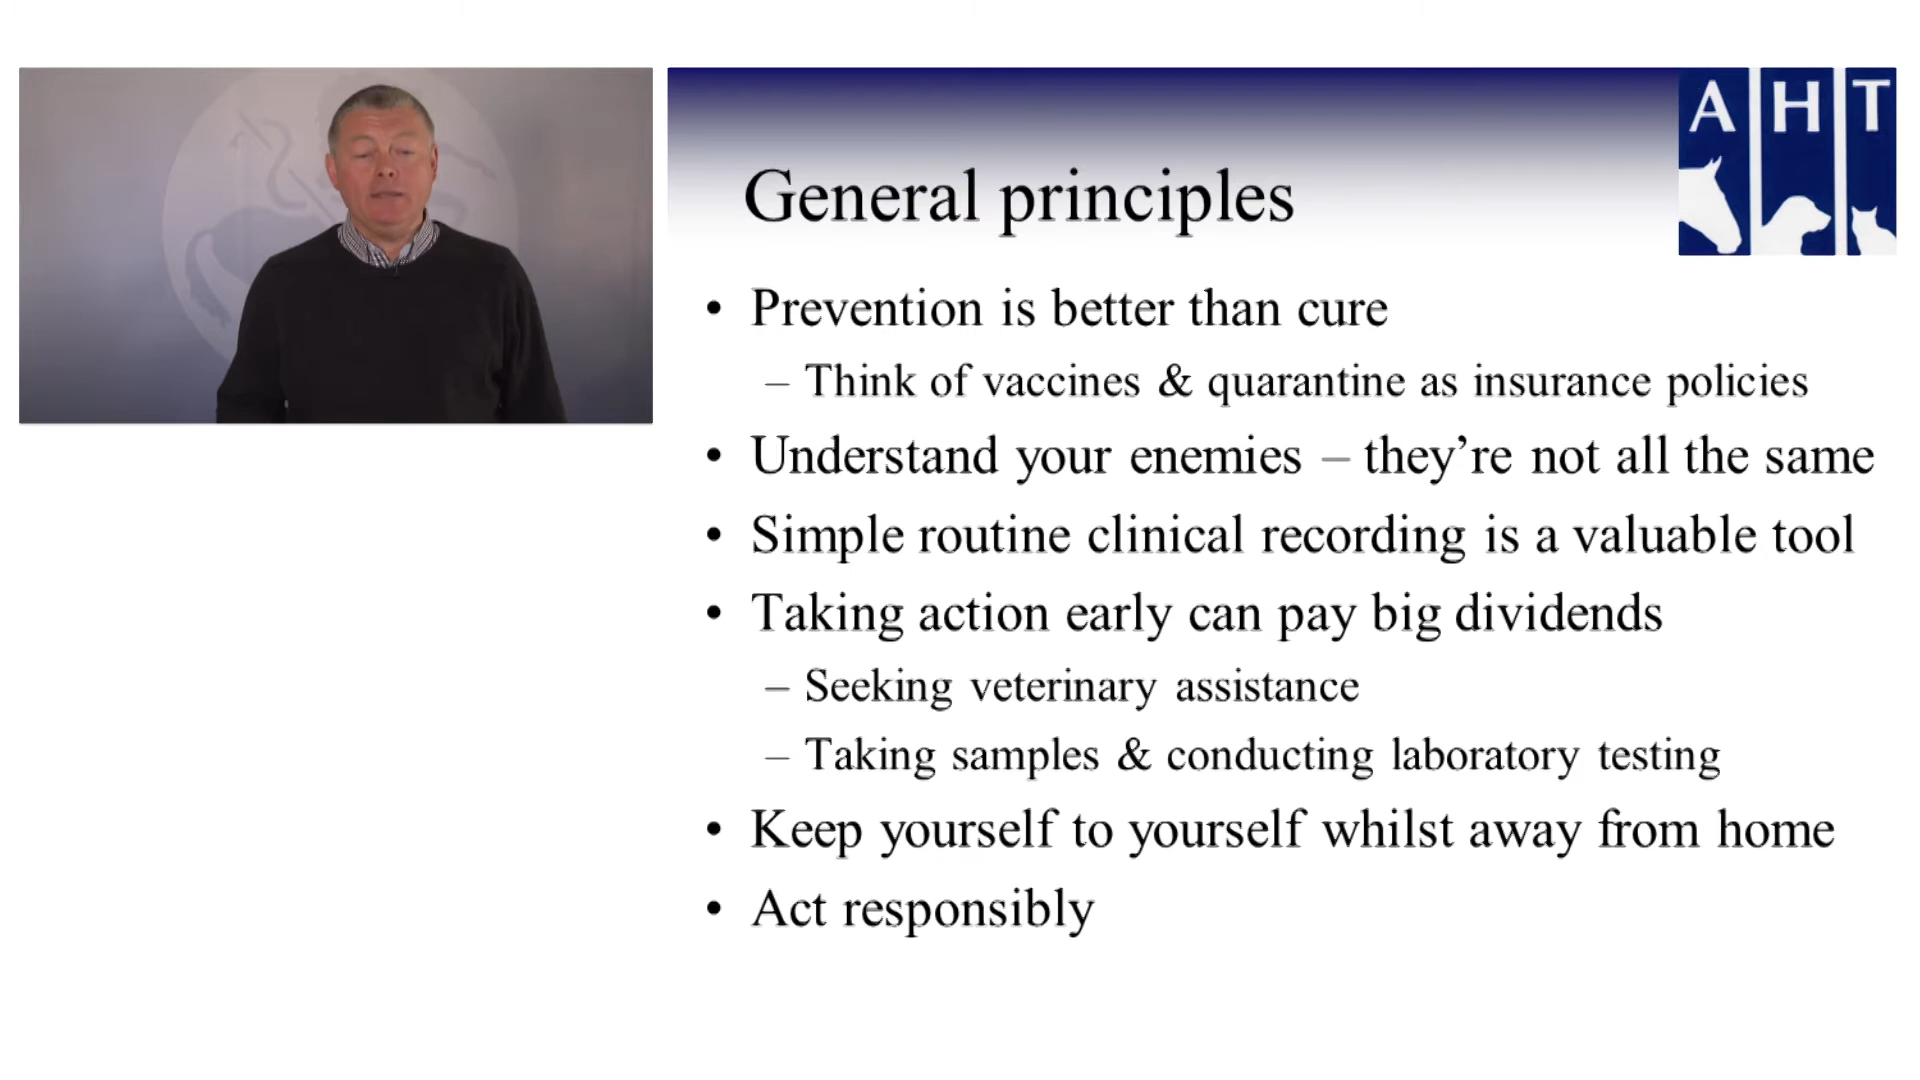 AHT
General principles
• Prevention is better than cure
– Think of vaccines & quarantine as insurance policies
• Understand your enemies – they’re not all the same
• Simple routine clinical recording is a valuable tool
• Taking action early can pay big dividends
– Seeking veterinary assistance
– Taking samples & conducting laboratory testing
• Keep yourself to yourself whilst away from home
• Act responsibly